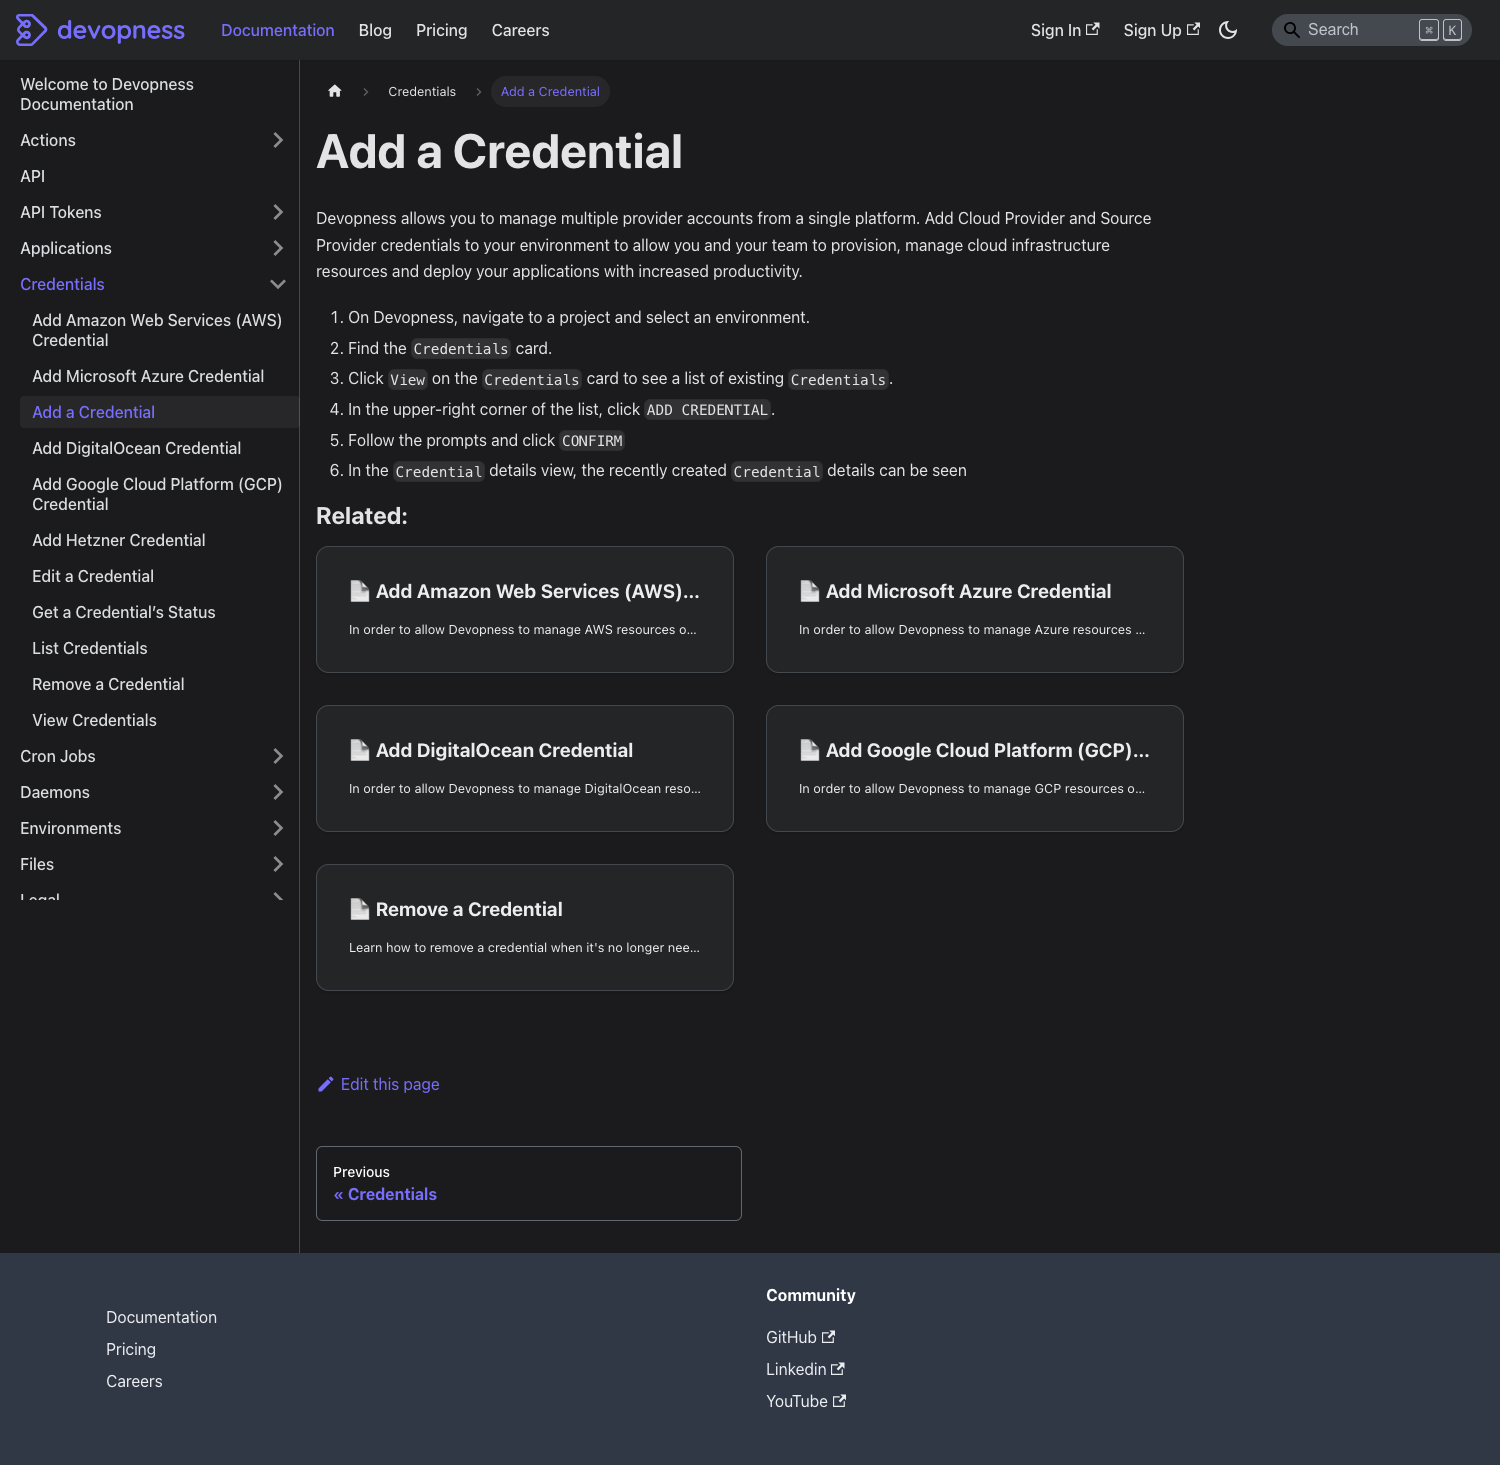 devopness
Documentation
Blog
Pricing
Careers
Sign In
Sign Up
Search
⌘ K
Welcome to Devopness
Documentation
Actions
API
API Tokens
Applications
Credentials
Add Amazon Web Services (AWS)
Credential
Add Microsoft Azure Credential
Add a Credential
Add DigitalOcean Credential
Add Google Cloud Platform (GCP)
Credential
Add Hetzner Credential
Edit a Credential
Get a Credential’s Status
List Credentials
Remove a Credential
View Credentials
Cron Jobs
Daemons
Environments
Files
Legal
Credentials
Add a Credential
Add a Credential
Devopness allows you to manage multiple provider accounts from a single platform. Add Cloud Provider and Source
Provider credentials to your environment to allow you and your team to provision, manage cloud infrastructure
resources and deploy your applications with increased productivity.
1. On Devopness, navigate to a project and select an environment.
2. Find the Credentials card.
3. Click View on the Credentials card to see a list of existing Credentials.
4. In the upper-right corner of the list, click ADD CREDENTIAL.
5. Follow the prompts and click CONFIRM
6. In the Credential details view, the recently created Credential details can be seen
Related:
Add Amazon Web Services (AWS)...
In order to allow Devopness to manage AWS resources o...
Add Microsoft Azure Credential
In order to allow Devopness to manage Azure resources ...
Add DigitalOcean Credential
In order to allow Devopness to manage DigitalOcean reso...
Add Google Cloud Platform (GCP)...
In order to allow Devopness to manage GCP resources o...
Remove a Credential
Learn how to remove a credential when it's no longer nee...
Edit this page
Previous
« Credentials
Documentation
Pricing
Careers
Community
GitHub
Linkedin
YouTube